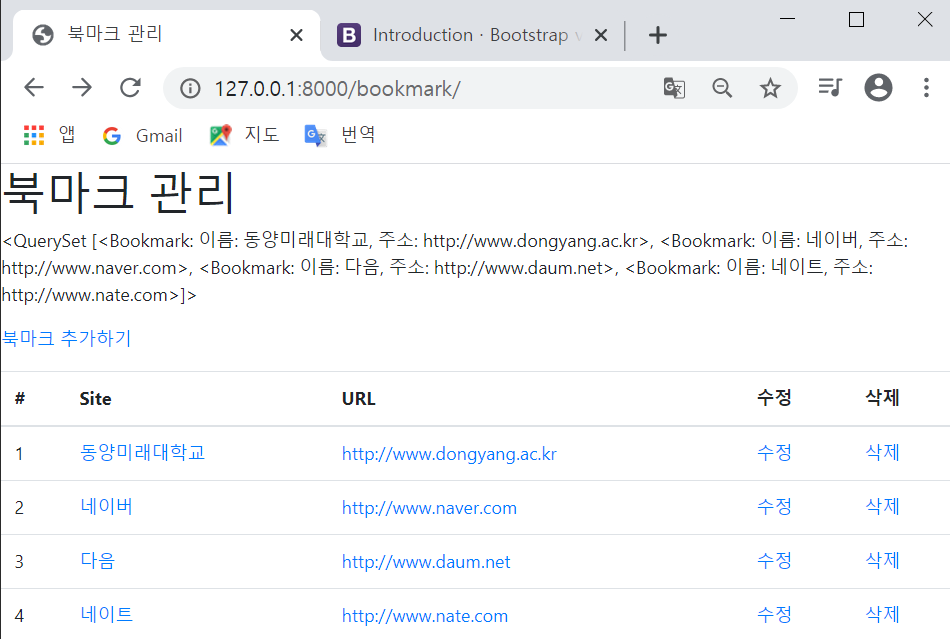 북마크 관리
Introduction · Bootstrap v
127.0.0.1:8000/bookmark/
앱 Gmail 지도 번역
북마크 관리
<QuerySet [<Bookmark: 이름: 동양미래대학교, 주소: http://www.dongyang.ac.kr>, <Bookmark: 이름: 네이버, 주소:
http://www.naver.com>, <Bookmark: 이름: 다음, 주소: http://www.daum.net>, <Bookmark: 이름: 네이트, 주소:
http://www.nate.com>]>
북마크 추가하기
# Site URL 수정 삭제
1 동양미래대학교 http://www.dongyang.ac.kr 수정 삭제
2 네이버 http://www.naver.com 수정 삭제
3 다음 http://www.daum.net 수정 삭제
4 네이트 http://www.nate.com 수정 삭제